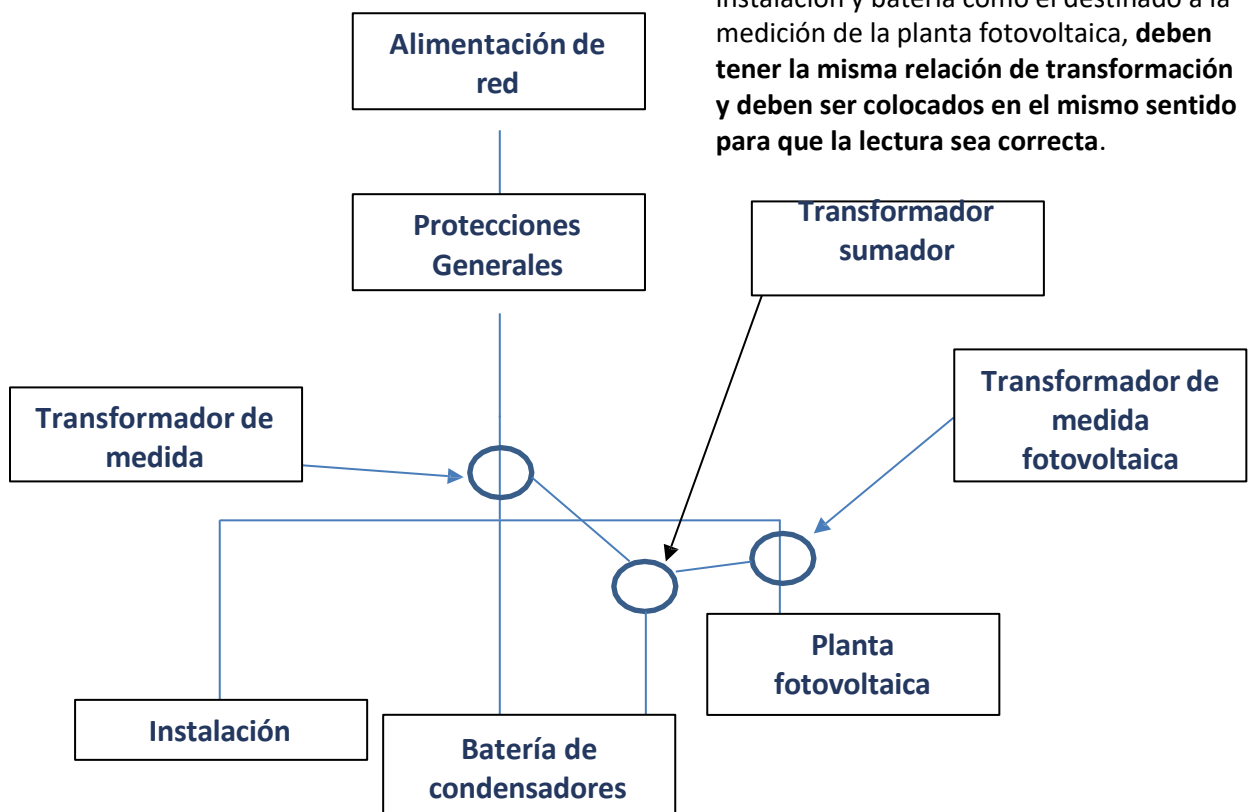 instalación y batería como el destinado a la
medición de la planta fotovoltaica, deben
tener la misma relación de transformación
y deben ser colocados en el mismo sentido
para que la lectura sea correcta.
Alimentación de
red
Protecciones
Generales
Transformador
sumador
Transformador de
medida
Transformador de
medida
fotovoltaica
Planta
fotovoltaica
Instalación
Batería de
condensadores